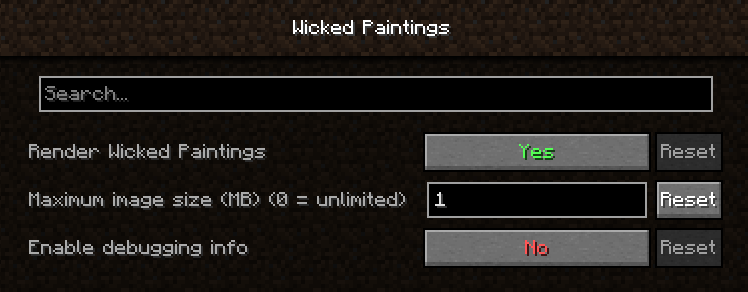 Wicked Paintings
Search...
Render Wicked Paintings Yes Reset
Maximum image size (MB) (0 = unlimited) 1 Reset
Enable debugging info No Reset